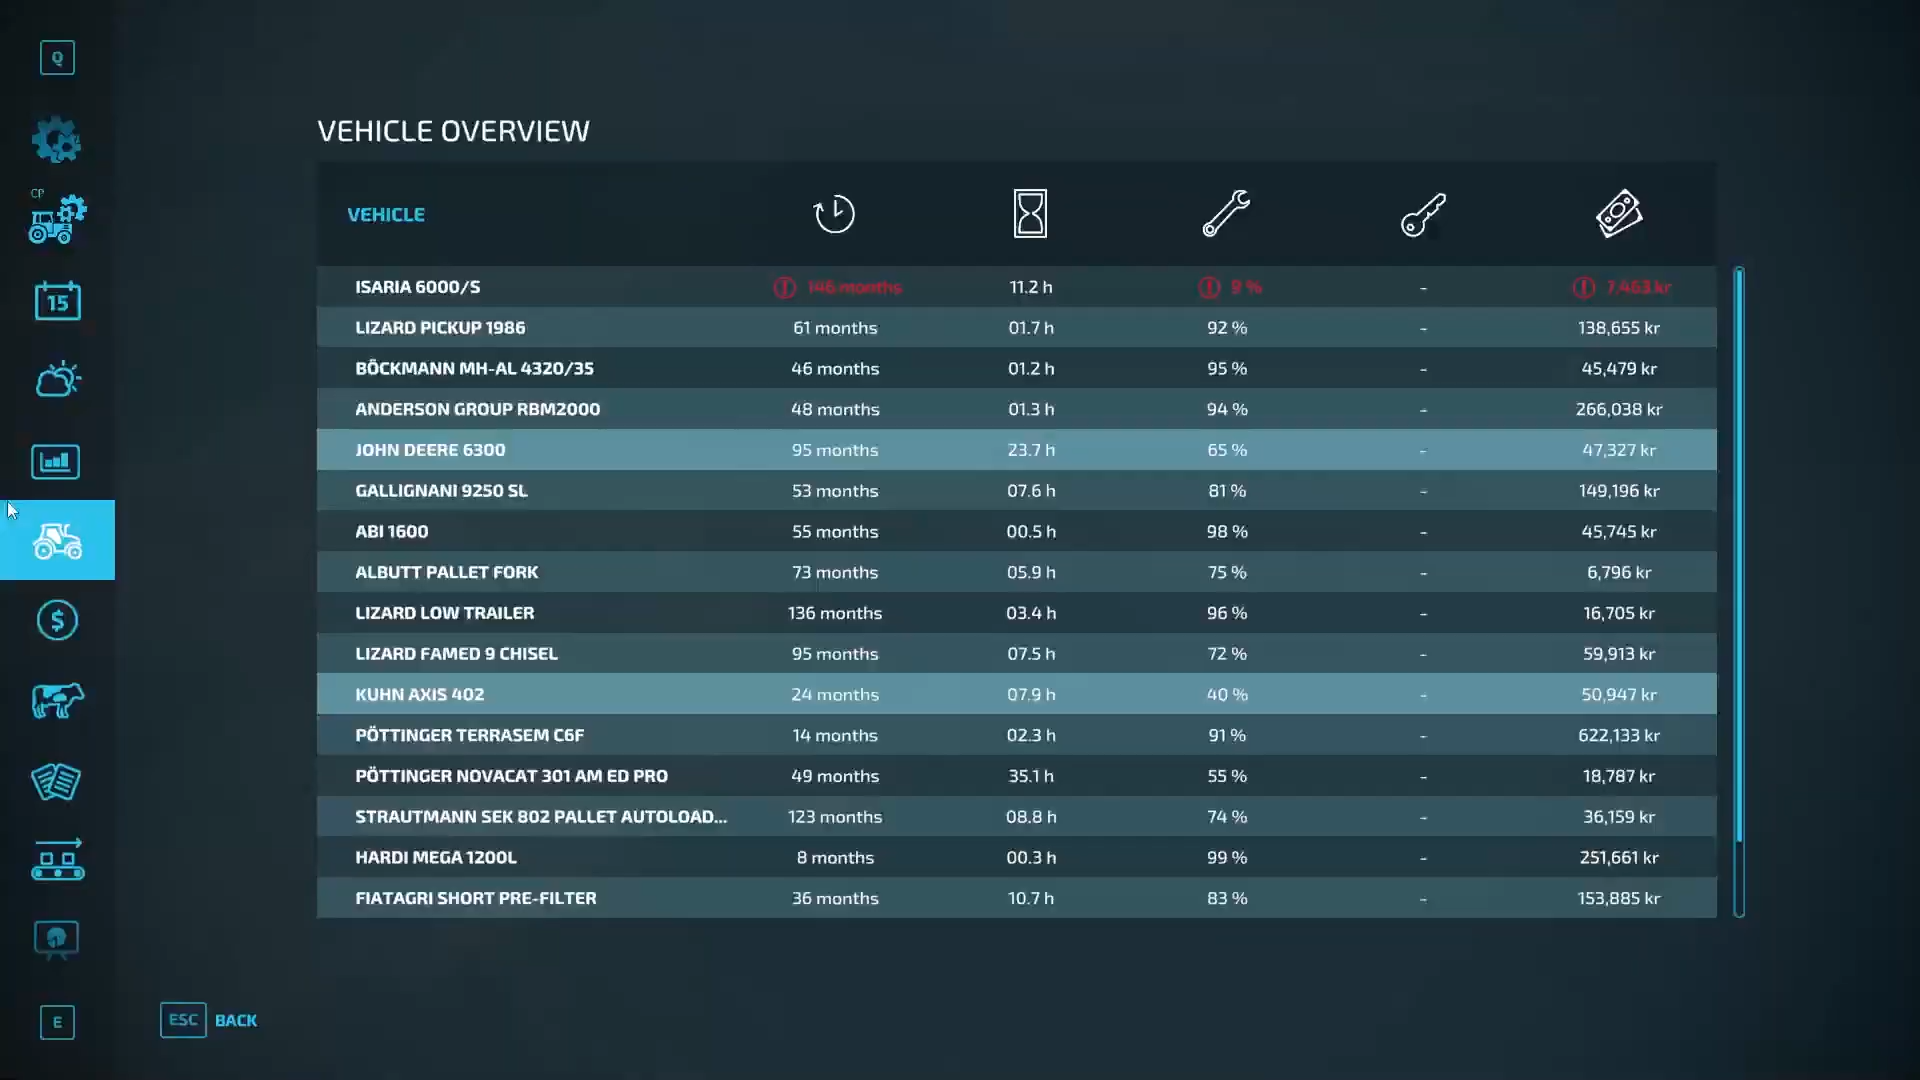 Q
CP
15
E
VEHICLE OVERVIEW
VEHICLE
ISARIA 6000/S 146 months 11.2 h 9 % - 7,463 kr
LIZARD PICKUP 1986 61 months 01.7 h 92 % - 138,655 kr
BÖCKMANN MH-AL 4320/35 46 months 01.2 h 95 % - 45,479 kr
ANDERSON GROUP RBM2000 48 months 01.3 h 94 % - 266,038 kr
JOHN DEERE 6300 95 months 23.7 h 65 % - 47,327 kr
GALLIGNANI 9250 SL 53 months 07.6 h 81 % - 149,196 kr
ABI 1600 55 months 00.5 h 98 % - 45,745 kr
ALBUTT PALLET FORK 73 months 05.9 h 75 % - 6,796 kr
LIZARD LOW TRAILER 136 months 03.4 h 96 % - 16,705 kr
LIZARD FAMED 9 CHISEL 95 months 07.5 h 72 % - 59,913 kr
KUHN AXIS 402 24 months 07.9 h 40 % - 50,947 kr
PÖTTINGER TERRASEM C6F 14 months 02.3 h 91 % - 622,133 kr
PÖTTINGER NOVACAT 301 AM ED PRO 49 months 35.1 h 55 % - 18,787 kr
STRAUTMANN SEK 802 PALLET AUTOLOAD... 123 months 08.8 h 74 % - 36,159 kr
HARDI MEGA 1200L 8 months 00.3 h 99 % - 251,661 kr
FIATAGRI SHORT PRE-FILTER 36 months 10.7 h 83 % - 153,885 kr
ESC BACK